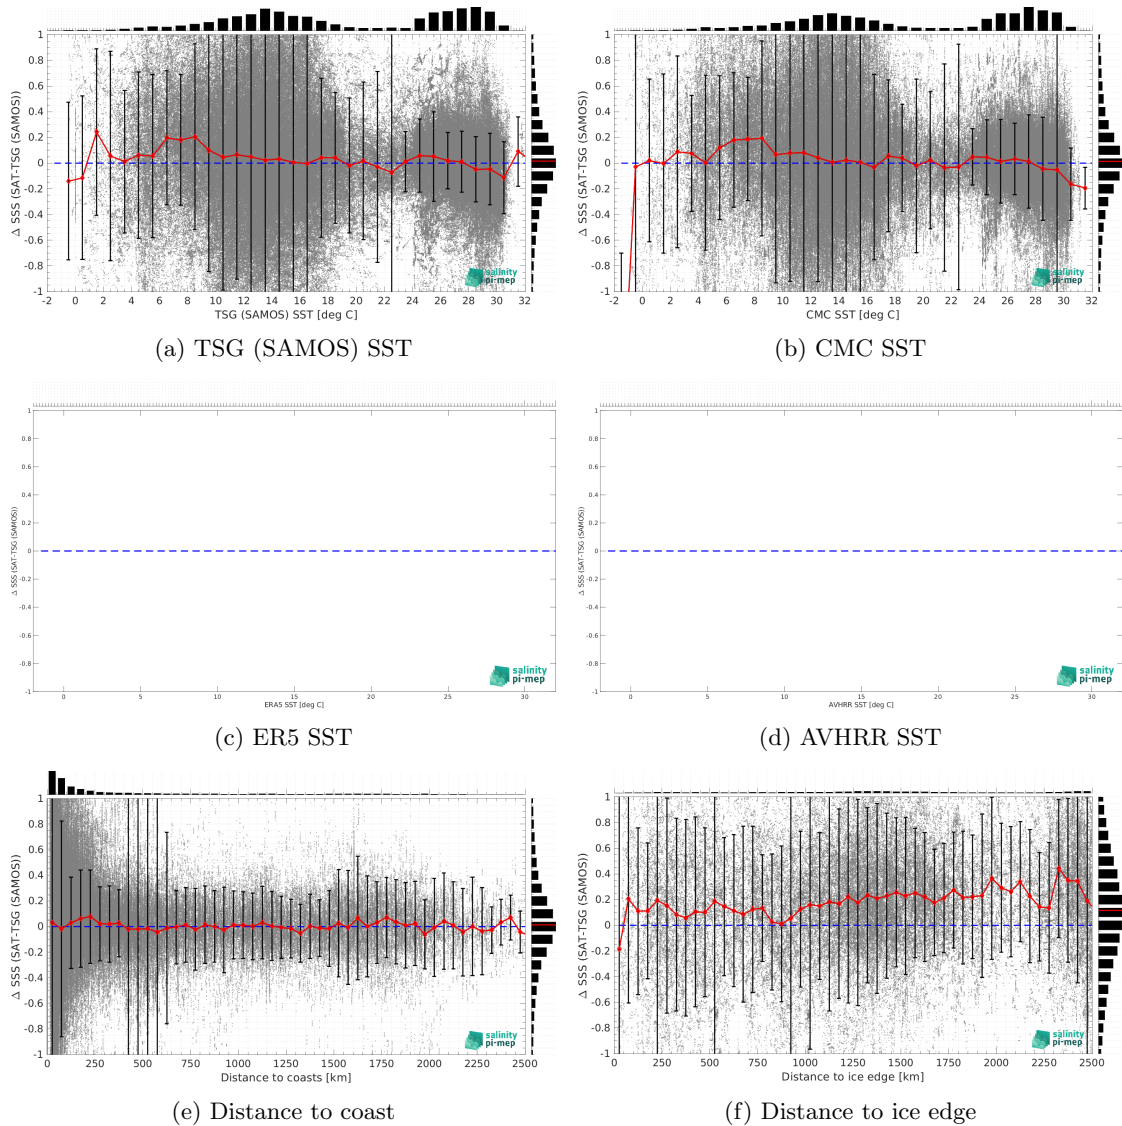 1
0.8
0.6
0.4
0.2
0
-0.2
-0.4
-0.6
-0.8
-1
Δ SSS (SAT-TSG (SAMOS))
-2 0 2 4 6 8 10 12 14 16 18 20 22 24 26 28 30 32
TSG (SAMOS) SST [deg C]
salinity
pi-mep
(a) TSG (SAMOS) SST
1
0.8
0.6
0.4
0.2
0
-0.2
-0.4
-0.6
-0.8
-1
Δ SSS (SAT-TSG (SAMOS))
-2 0 2 4 6 8 10 12 14 16 18 20 22 24 26 28 30 32
CMC SST [deg C]
salinity
pi-mep
(b) CMC SST
1
0.8
0.6
0.4
0.2
0
-0.2
-0.4
-0.6
-0.8
-1
Δ SSS (SAT-TSG (SAMOS))
0 5 10 15 20 25 30
ERA5 SST [deg C]
salinity
pi-mep
(c) ER5 SST
1
0.8
0.6
0.4
0.2
0
-0.2
-0.4
-0.6
-0.8
-1
Δ SSS (SAT-TSG (SAMOS))
0 5 10 15 20 25 30
AVHRR SST [deg C]
salinity
pi-mep
(d) AVHRR SST
1
0.8
0.6
0.4
0.2
0
-0.2
-0.4
-0.6
-0.8
-1
Δ SSS (SAT-TSG (SAMOS))
0 250 500 750 1000 1250 1500 1750 2000 2250 2500
Distance to coasts [km]
salinity
pi-mep
(e) Distance to coast
1
0.8
0.6
0.4
0.2
0
-0.2
-0.4
-0.6
-0.8
-1
Δ SSS (SAT-TSG (SAMOS))
0 250 500 750 1000 1250 1500 1750 2000 2250 2500
Distance to ice edge [km]
salinity
pi-mep
(f) Distance to ice edge